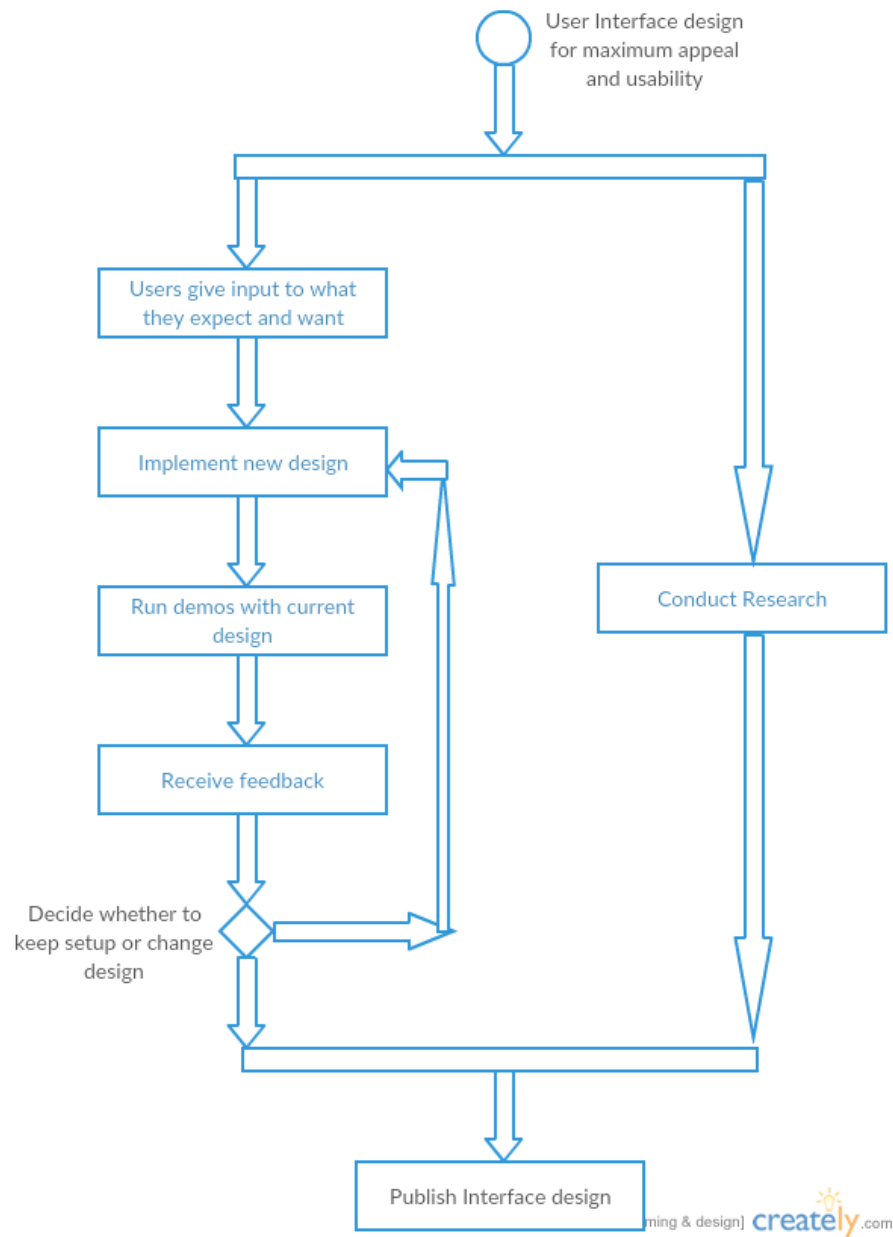 User Interface design
for maximum appeal
and usability
Users give input to what
they expect and want
Implement new design
Run demos with current
design
Conduct Research
Receive feedback
Decide whether to
keep setup or change
design
Publish Interface design
ming & design]
creately.com